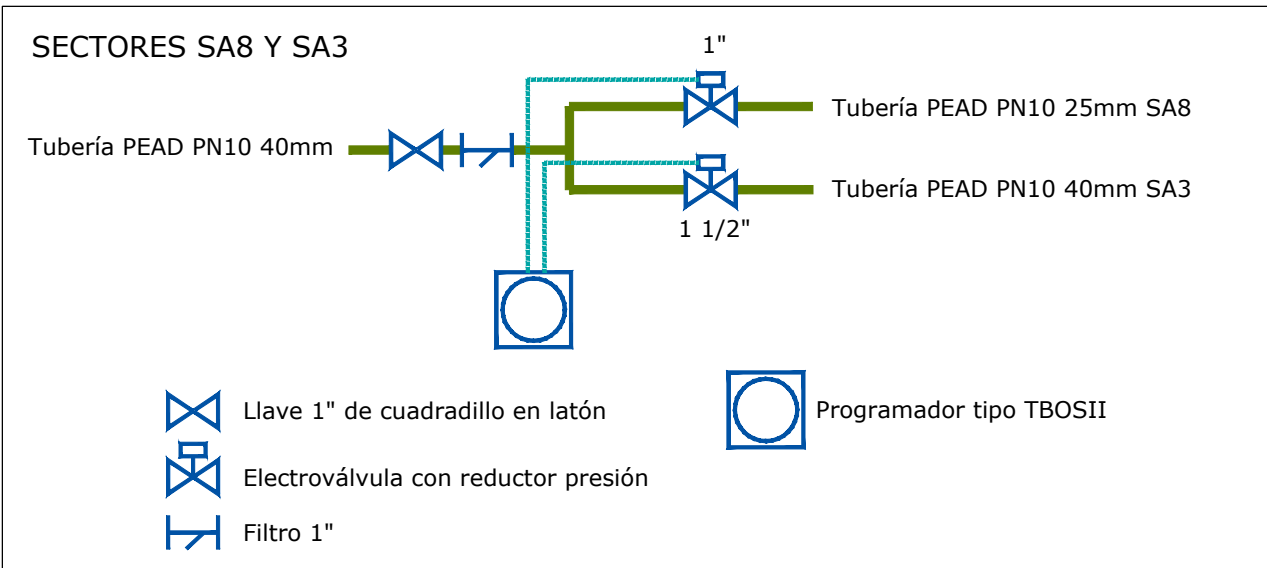 SECTORES SA8 Y SA3
1"
Tubería PEAD PN10 25mm SA8
Tubería PEAD PN10 40mm
Tubería PEAD PN10 40mm SA3
1 1/2"
Llave 1" de cuadradillo en latón
Programador tipo TBOSII
Electroválvula con reductor presión
Filtro 1"